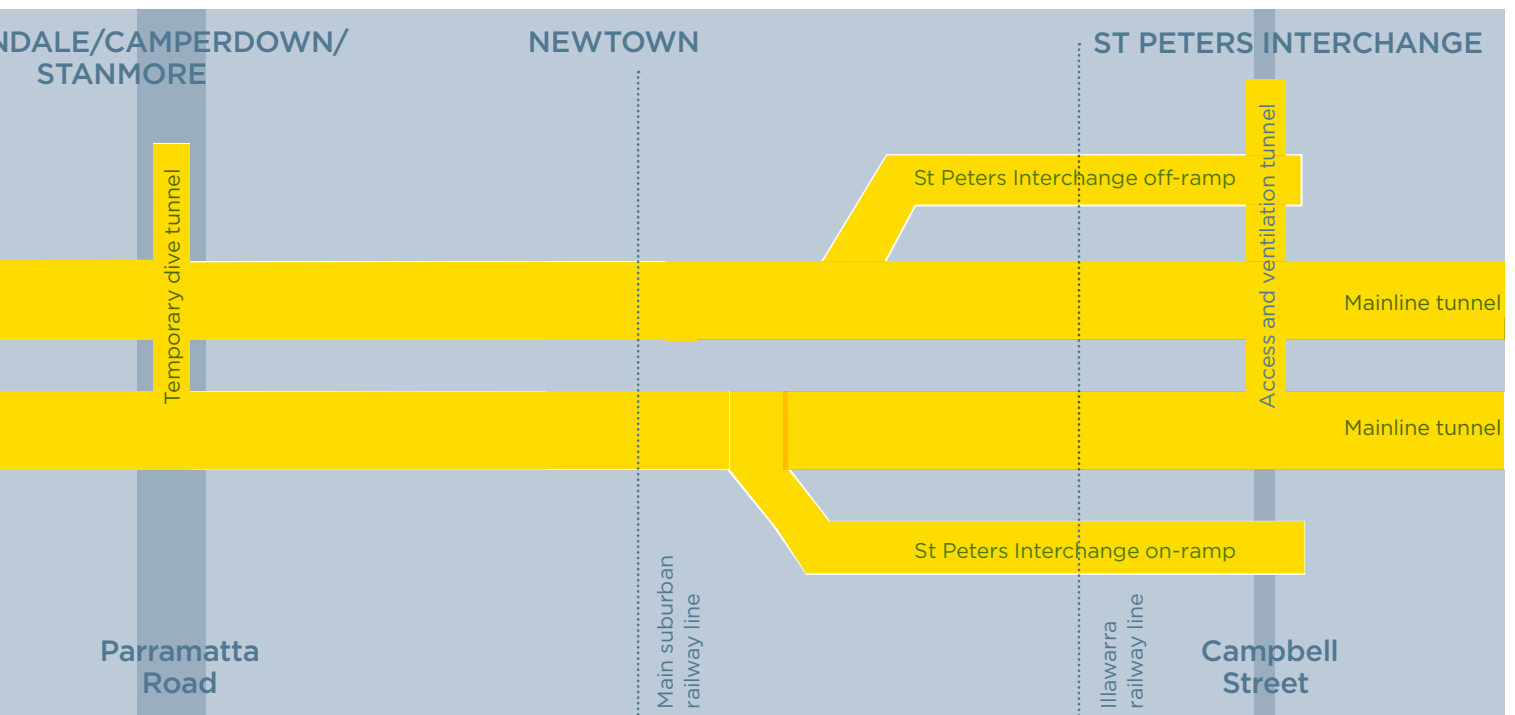 NDALE/CAMPERDOWN/
STANMORE
NEWTOWN
ST PETERS INTERCHANGE
Temporary dive tunnel
St Peters Interchange off-ramp
Access and ventilation tunnel
Mainline tunnel
Mainline tunnel
St Peters Interchange on-ramp
Main suburban
railway line
Illawarra
railway line
Parramatta
Road
Campbell
Street